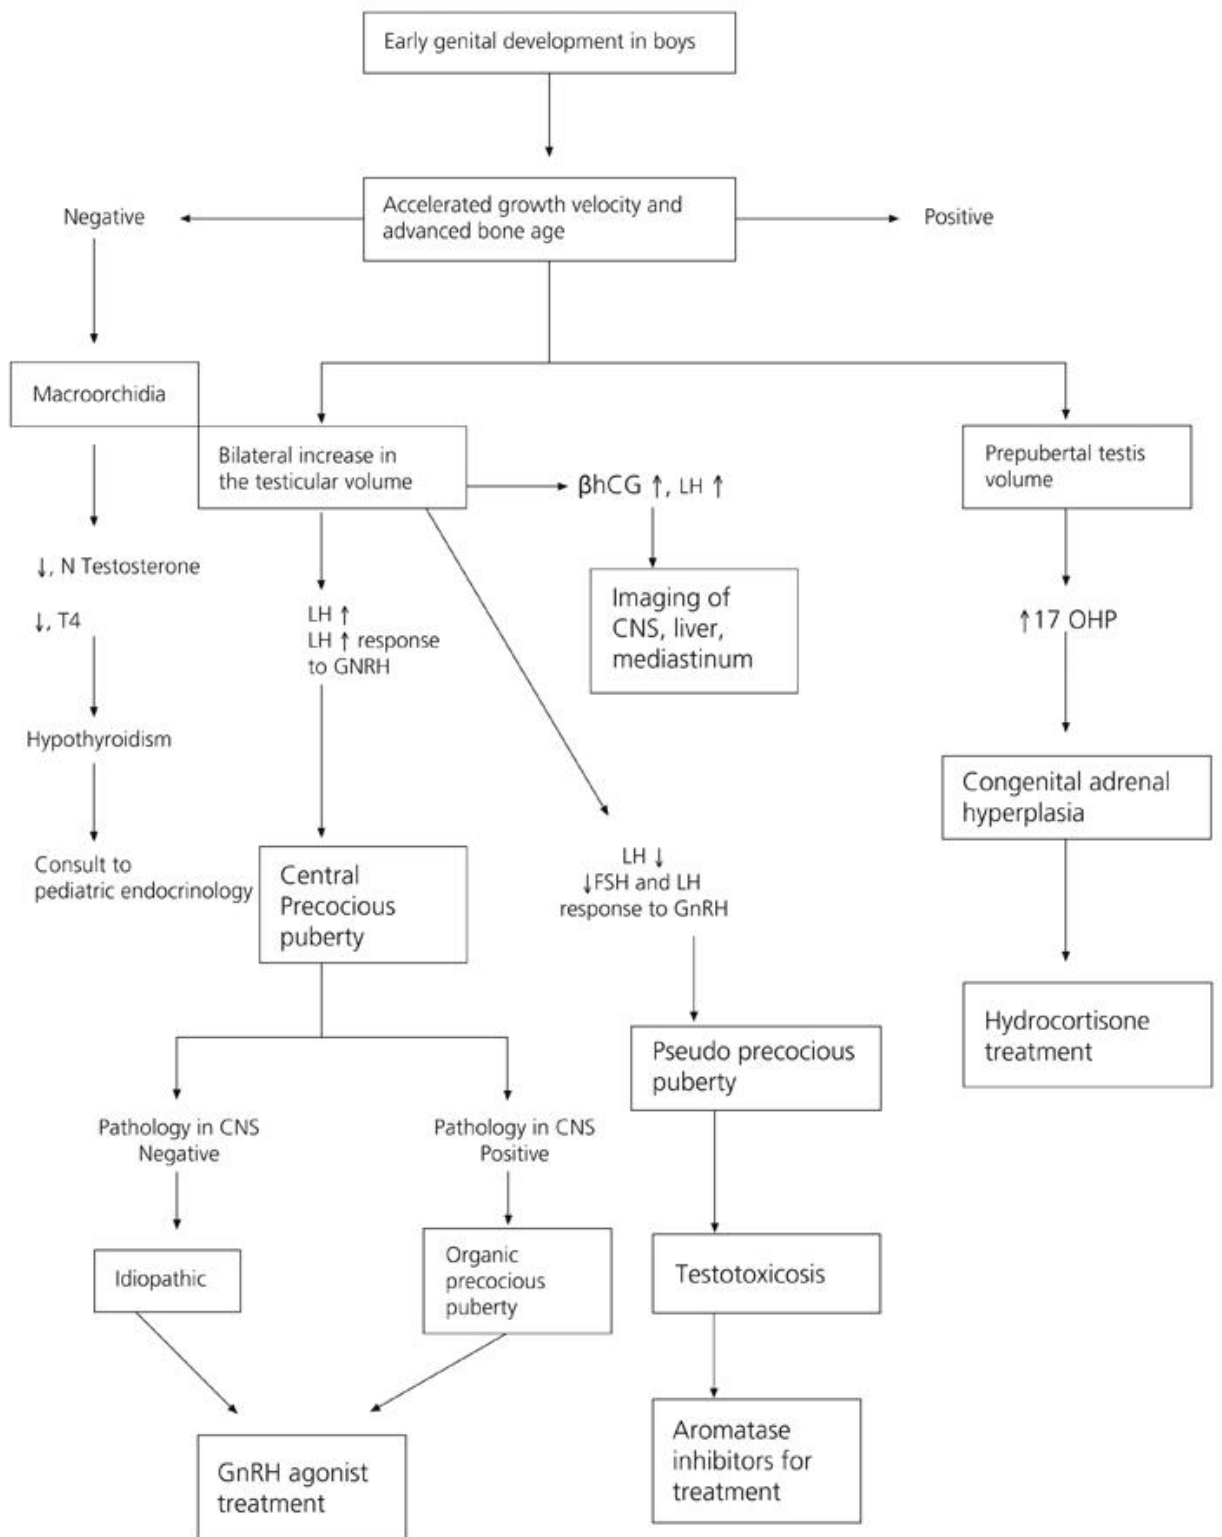 Early genital development in boys
Negative
Accelerated growth velocity and
advanced bone age
Positive
Macroorchidia
Bilateral increase in
the testicular volume
βhCG ↑, LH ↑
Prepubertal testis
volume
↓, N Testosterone
↓, T4
LH ↑
LH ↑ response
to GNRH
Imaging of
CNS, liver,
mediastinum
↑17 OHP
Hypothyroidism
Congenital adrenal
hyperplasia
Consult to
pediatric endocrinology
Central
Precocious
puberty
LH ↓
↓FSH and LH
response to GnRH
Hydrocortisone
treatment
Pseudo precocious
puberty
Pathology in CNS
Negative
Pathology in CNS
Positive
Idiopathic
Organic
precocious
puberty
Testotoxicosis
GnRH agonist
treatment
Aromatase
inhibitors for
treatment